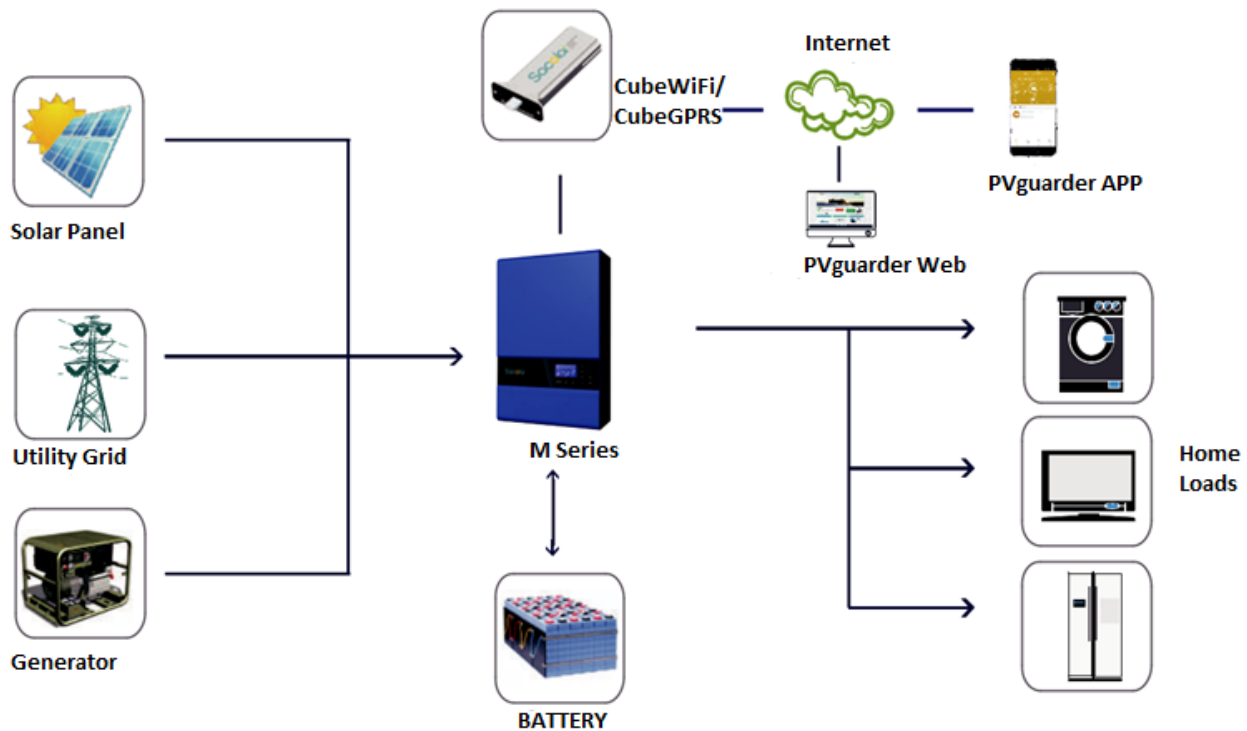 Internet
CubeWiFi/
CubeGPRS
PVguarder APP
Solar Panel
PVguarder Web
M Series
Utility Grid
Home
Loads
Generator
BATTERY